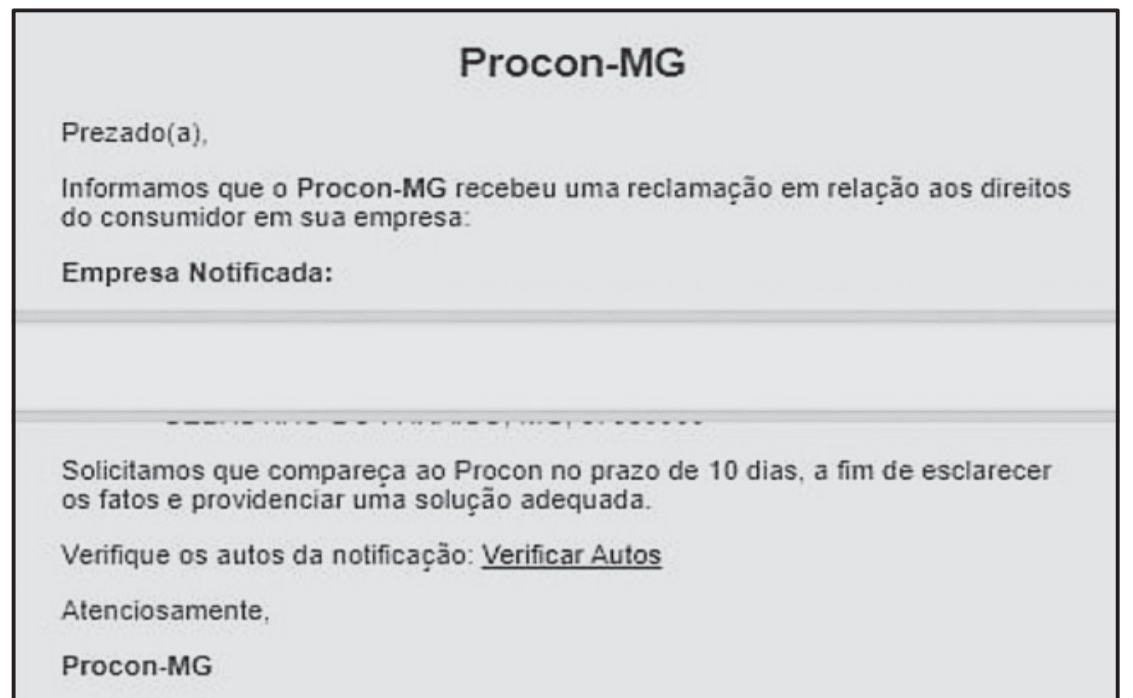 Procon-MG
Prezado(a),
Informamos que o Procon-MG recebeu uma reclamação em relação aos direitos
do consumidor em sua empresa:
Empresa Notificada:
Solicitamos que compareça ao Procon no prazo de 10 dias, a fim de esclarecer
os fatos e providenciar uma solução adequada.
Verifique os autos da notificação: Verificar Autos
Atenciosamente,
Procon-MG